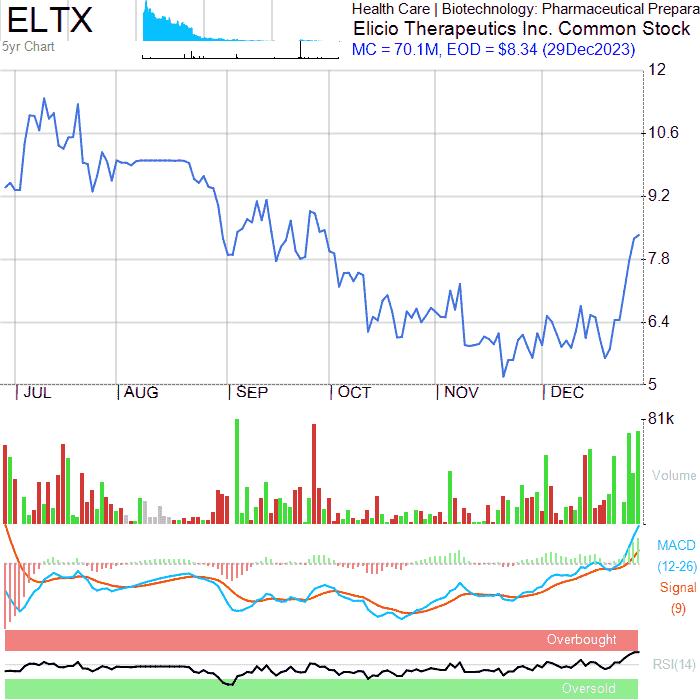 ELTX
5yr Chart
Health Care | Biotechnology: Pharmaceutical Prepara
Elicio Therapeutics Inc. Common Stock
MC = 70.1M, EOD = $8.34 (29Dec2023)
12
10.6
9.2
7.8
6.4
5
JUL AUG SEP OCT NOV DEC
81k
Volume
MACD
(12-26)
Signal
(9)
Overbought
RSI(14)
Oversold